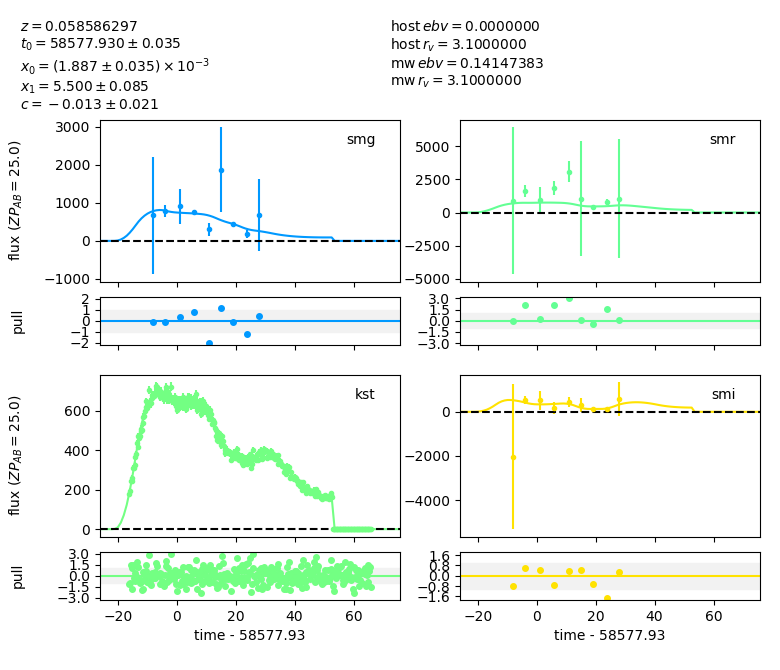 z = 0.058586297
t₀ = 58577.930 ± 0.035
x₀ = (1.887 ± 0.035) × 10⁻³
x₁ = 5.500 ± 0.085
c = −0.013 ± 0.021
host ebv = 0.0000000
host r_v = 3.1000000
mw ebv = 0.14147383
mw r_v = 3.1000000
flux (ZP_AB = 25.0)
3000
2000
1000
0
−1000
smg
5000
2500
0
−2500
−5000
smr
pull
2
1
0
−1
−2
3.0
1.5
0.0
−1.5
−3.0
flux (ZP_AB = 25.0)
600
400
200
0
kst
0
−2000
−4000
smi
pull
3.0
1.5
0.0
−1.5
−3.0
−20 0 20 40 60
time - 58577.93
1.6
0.8
0.0
−0.8
−1.6
−20 0 20 40 60
time - 58577.93